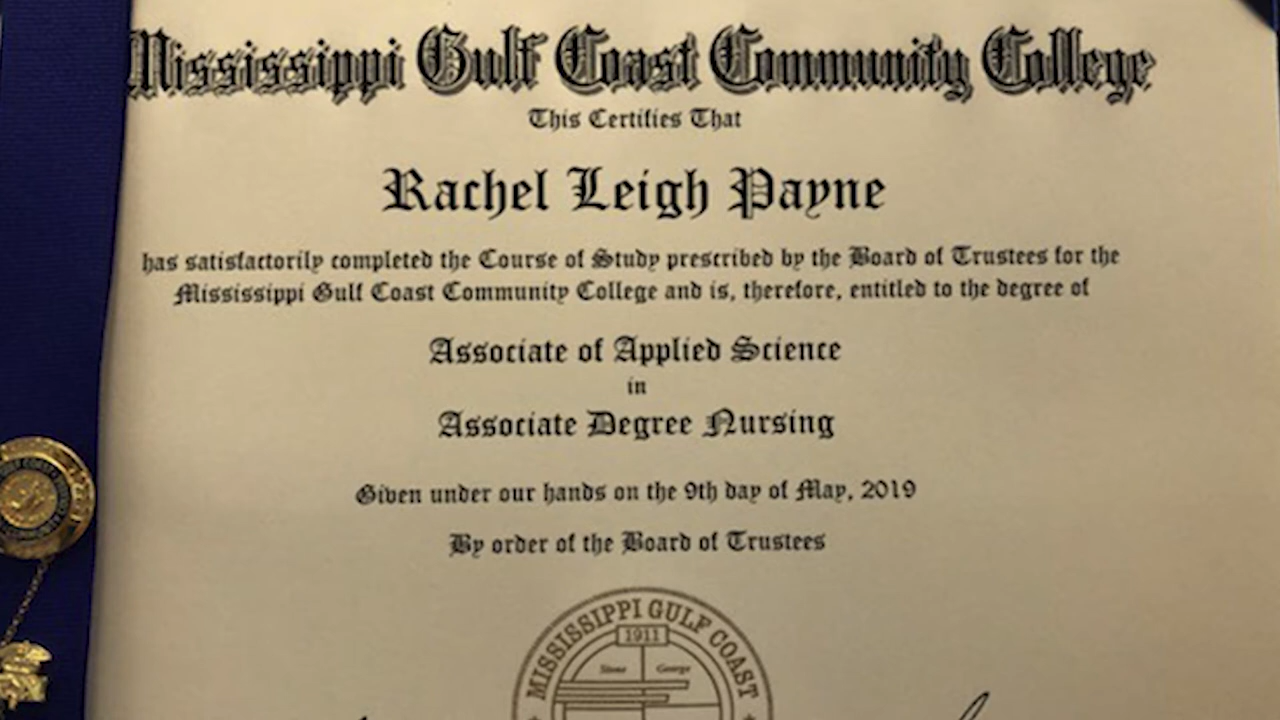 Mississippi Gulf Coast Community College
This Certifies That
Rachel Leigh Payne
has satisfactorily completed the Course of Study prescribed by the Board of Trustees for the
Mississippi Gulf Coast Community College and is, therefore, entitled to the degree of
Associate of Applied Science
in
Associate Degree Nursing
Given under our hands on the 9th day of May, 2019
By order of the Board of Trustees
MISSISSIPPI GULF COAST
1911
Stone George